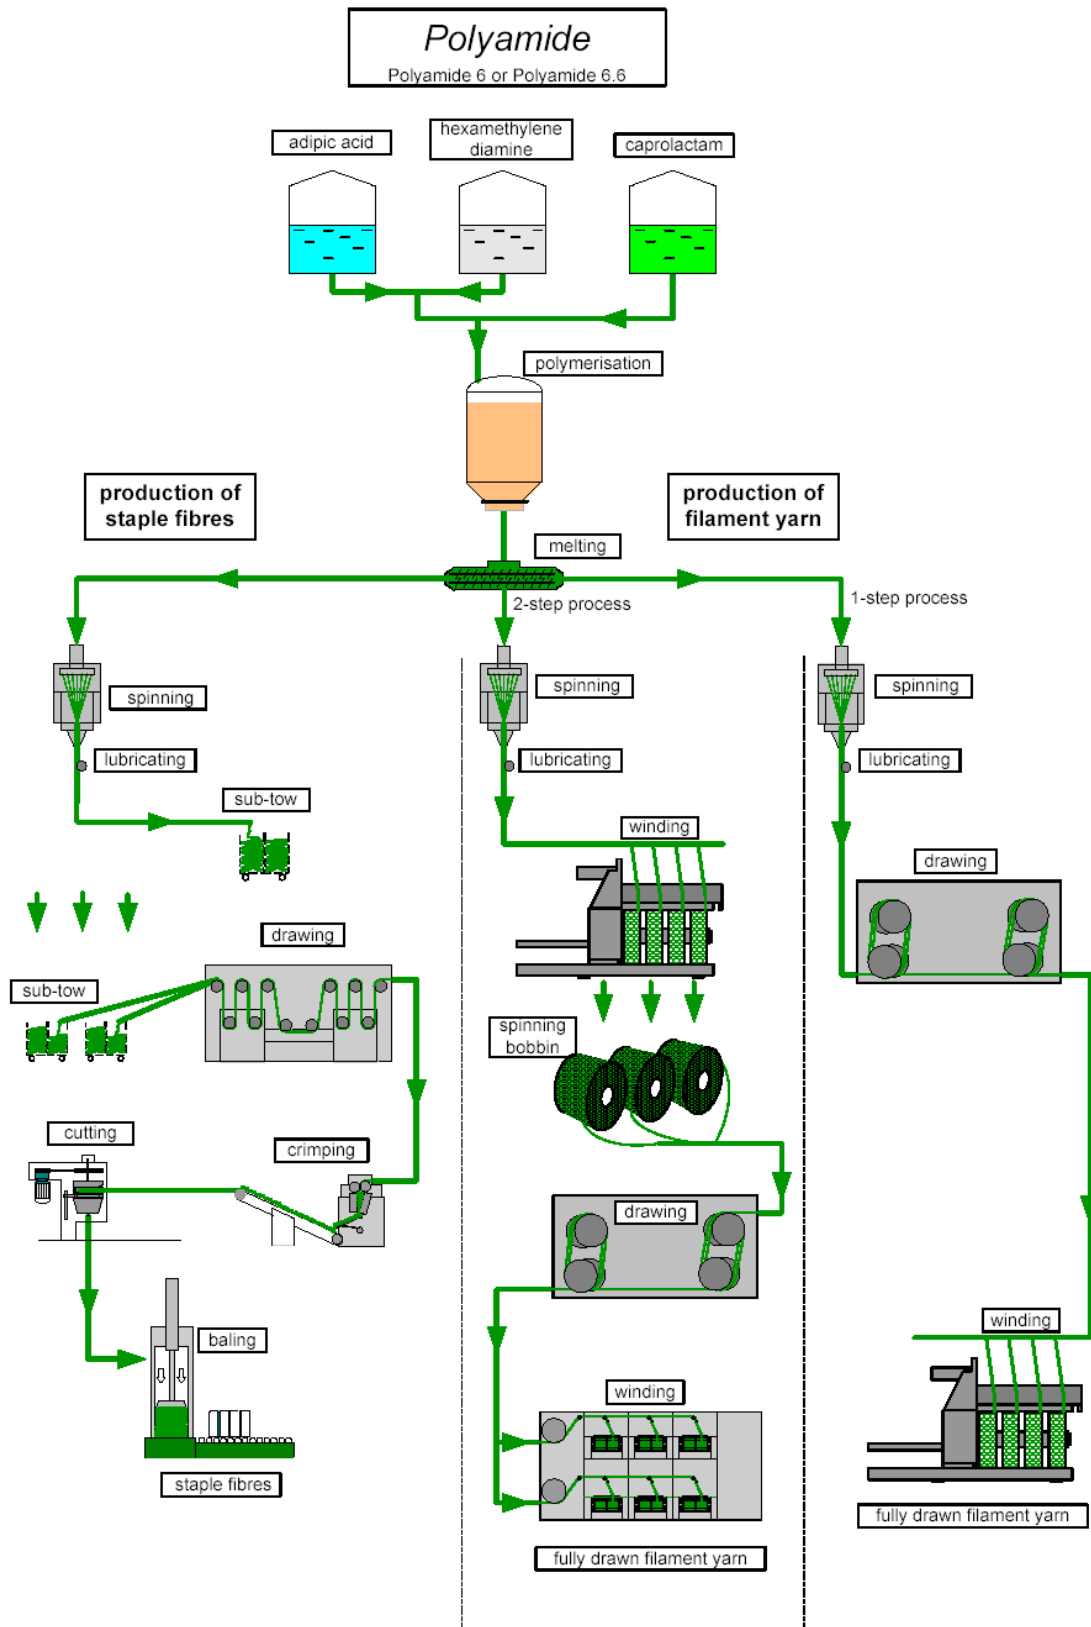 Polyamide
Polyamide 6 or Polyamide 6.6
adipic acid
hexamethylene
diamine
caprolactam
polymerisation
production of
staple fibres
production of
filament yarn
melting
2-step process
1-step process
spinning
spinning
spinning
lubricating
lubricating
lubricating
sub-tow
winding
drawing
drawing
sub-tow
spinning
bobbin
cutting
crimping
drawing
baling
winding
winding
staple fibres
fully drawn filament yarn
fully drawn filament yarn